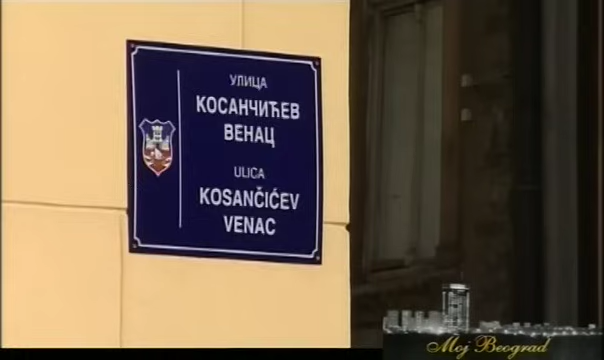 УЛИЦА
КОСАНЧИЋЕВ
ВЕНАЦ
ULICA
KOSANČIĆEV
VENAC
Moj Beograd